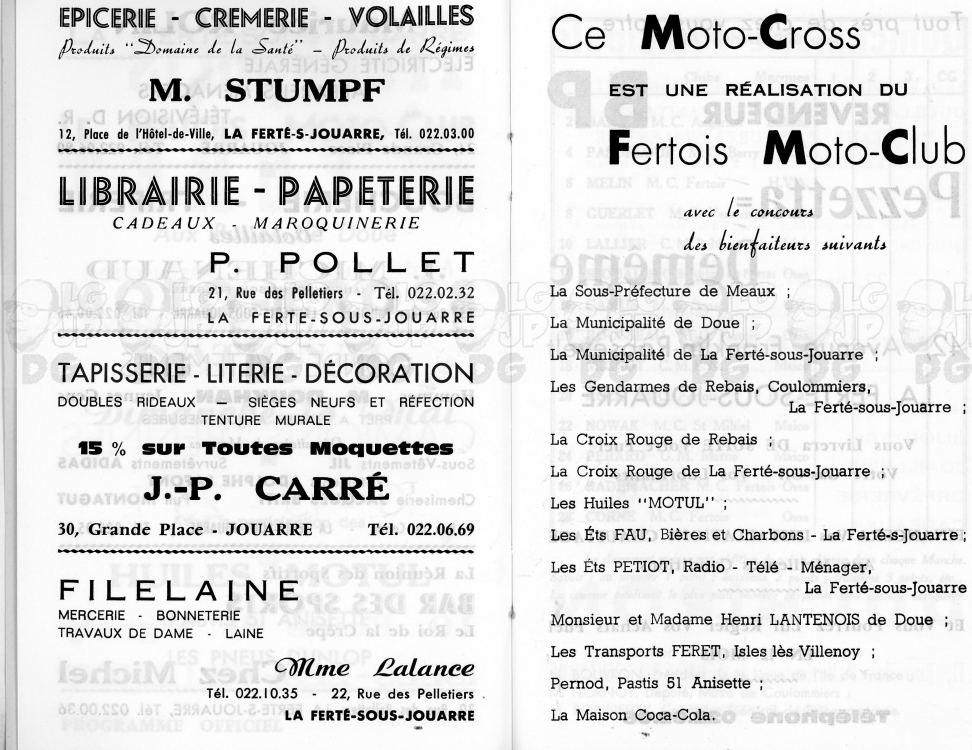 EPICERIE - CREMERIE - VOLAILLES
Produits "Domaine de la Santé" – Produits de Régimes
M. STUMPF
12, Place de l'Hôtel-de-Ville, LA FERTÉ-S-JOUARRE, Tél. 022.03.00
LIBRAIRIE - PAPETERIE
CADEAUX - MAROQUINERIE
P. POLLET
21, Rue des Pelletiers - Tél. 022.02.32
LA FERTE-SOUS-JOUARRE
TAPISSERIE - LITERIE - DÉCORATION
DOUBLES RIDEAUX — SIÈGES NEUFS ET RÉFECTION
TENTURE MURALE
15 % sur Toutes Moquettes
J.-P. CARRÉ
30, Grande Place - JOUARRE Tél. 022.06.69
FILELAINE
MERCERIE - BONNETERIE
TRAVAUX DE DAME - LAINE
Mme Lalance
Tél. 022.10.35 - 22, Rue des Pelletiers
LA FERTÉ-SOUS-JOUARRE
Ce Moto-Cross
EST UNE RÉALISATION DU
Fertois Moto-Club
avec le concours
des bienfaiteurs suivants
La Sous-Préfecture de Meaux ;
La Municipalité de Doue ;
La Municipalité de La Ferté-sous-Jouarre ;
Les Gendarmes de Rebais, Coulommiers,
La Ferté-sous-Jouarre ;
La Croix Rouge de Rebais ;
La Croix Rouge de La Ferté-sous-Jouarre ;
Les Huiles "MOTUL" ;
Les Éts FAU, Bières et Charbons - La Ferté-s-Jouarre ;
Les Éts PETIOT, Radio - Télé - Ménager,
La Ferté-sous-Jouarre
Monsieur et Madame Henri LANTENOIS de Doue ;
Les Transports FERET, Isles lès Villenoy ;
Pernod, Pastis 51 Anisette ;
La Maison Coca-Cola.